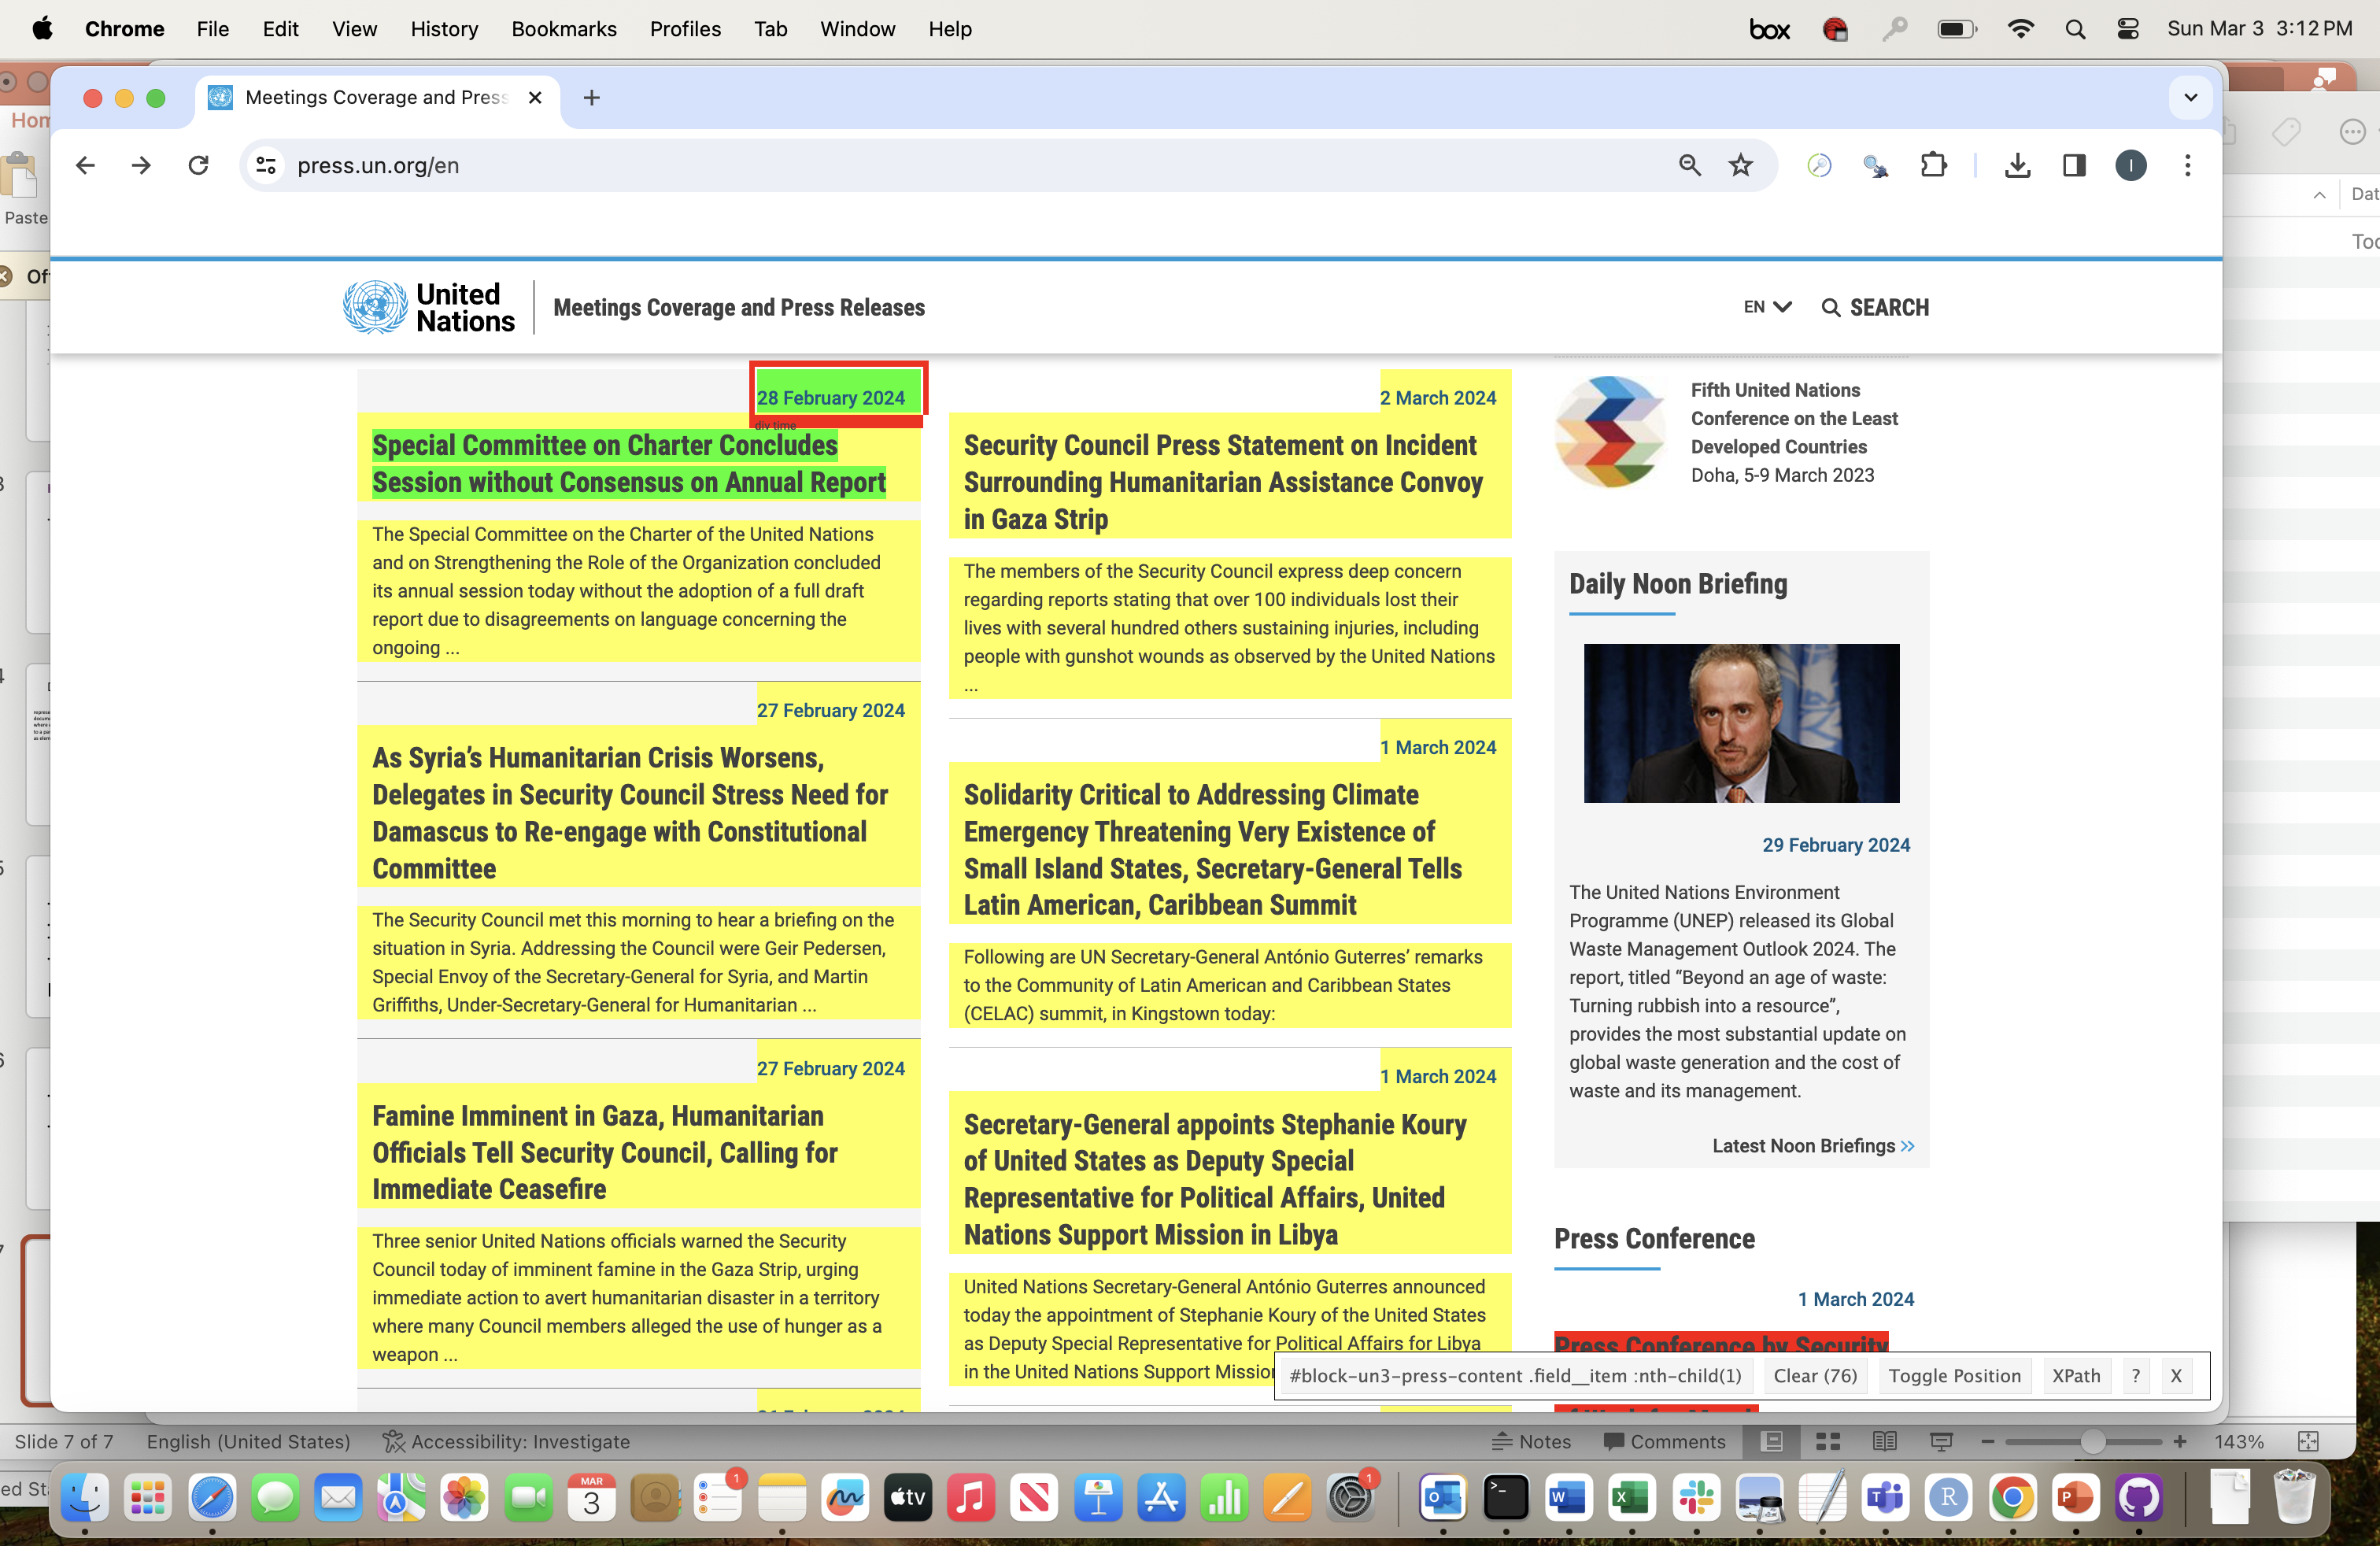 Chrome File Edit View History Bookmarks Profiles Tab Window Help
box
Sun Mar 3 3:12 PM
Meetings Coverage and Press
press.un.org/en
Paste
United
Nations
Meetings Coverage and Press Releases
EN
SEARCH
28 February 2024
div time
Special Committee on Charter Concludes
Session without Consensus on Annual Report
The Special Committee on the Charter of the United Nations
and on Strengthening the Role of the Organization concluded
its annual session today without the adoption of a full draft
report due to disagreements on language concerning the
ongoing ...
27 February 2024
As Syria’s Humanitarian Crisis Worsens,
Delegates in Security Council Stress Need for
Damascus to Re-engage with Constitutional
Committee
The Security Council met this morning to hear a briefing on the
situation in Syria. Addressing the Council were Geir Pedersen,
Special Envoy of the Secretary-General for Syria, and Martin
Griffiths, Under-Secretary-General for Humanitarian ...
27 February 2024
Famine Imminent in Gaza, Humanitarian
Officials Tell Security Council, Calling for
Immediate Ceasefire
Three senior United Nations officials warned the Security
Council today of imminent famine in the Gaza Strip, urging
immediate action to avert humanitarian disaster in a territory
where many Council members alleged the use of hunger as a
weapon ...
2 March 2024
Security Council Press Statement on Incident
Surrounding Humanitarian Assistance Convoy
in Gaza Strip
The members of the Security Council express deep concern
regarding reports stating that over 100 individuals lost their
lives with several hundred others sustaining injuries, including
people with gunshot wounds as observed by the United Nations
...
1 March 2024
Solidarity Critical to Addressing Climate
Emergency Threatening Very Existence of
Small Island States, Secretary-General Tells
Latin American, Caribbean Summit
Following are UN Secretary-General António Guterres’ remarks
to the Community of Latin American and Caribbean States
(CELAC) summit, in Kingstown today:
1 March 2024
Secretary-General appoints Stephanie Koury
of United States as Deputy Special
Representative for Political Affairs, United
Nations Support Mission in Libya
United Nations Secretary-General António Guterres announced
today the appointment of Stephanie Koury of the United States
as Deputy Special Representative for Political Affairs for Libya
in the United Nations Support Mission
Fifth United Nations
Conference on the Least
Developed Countries
Doha, 5-9 March 2023
Daily Noon Briefing
29 February 2024
The United Nations Environment
Programme (UNEP) released its Global
Waste Management Outlook 2024. The
report, titled “Beyond an age of waste:
Turning rubbish into a resource”,
provides the most substantial update on
global waste generation and the cost of
waste and its management.
Latest Noon Briefings
Press Conference
1 March 2024
Press Conference by Security
#block-un3-press-content .field__item :nth-child(1) Clear (76) Toggle Position XPath ? X
Slide 7 of 7 English (United States) Accessibility: Investigate Notes Comments 143%
MAR
3
1
tv
1